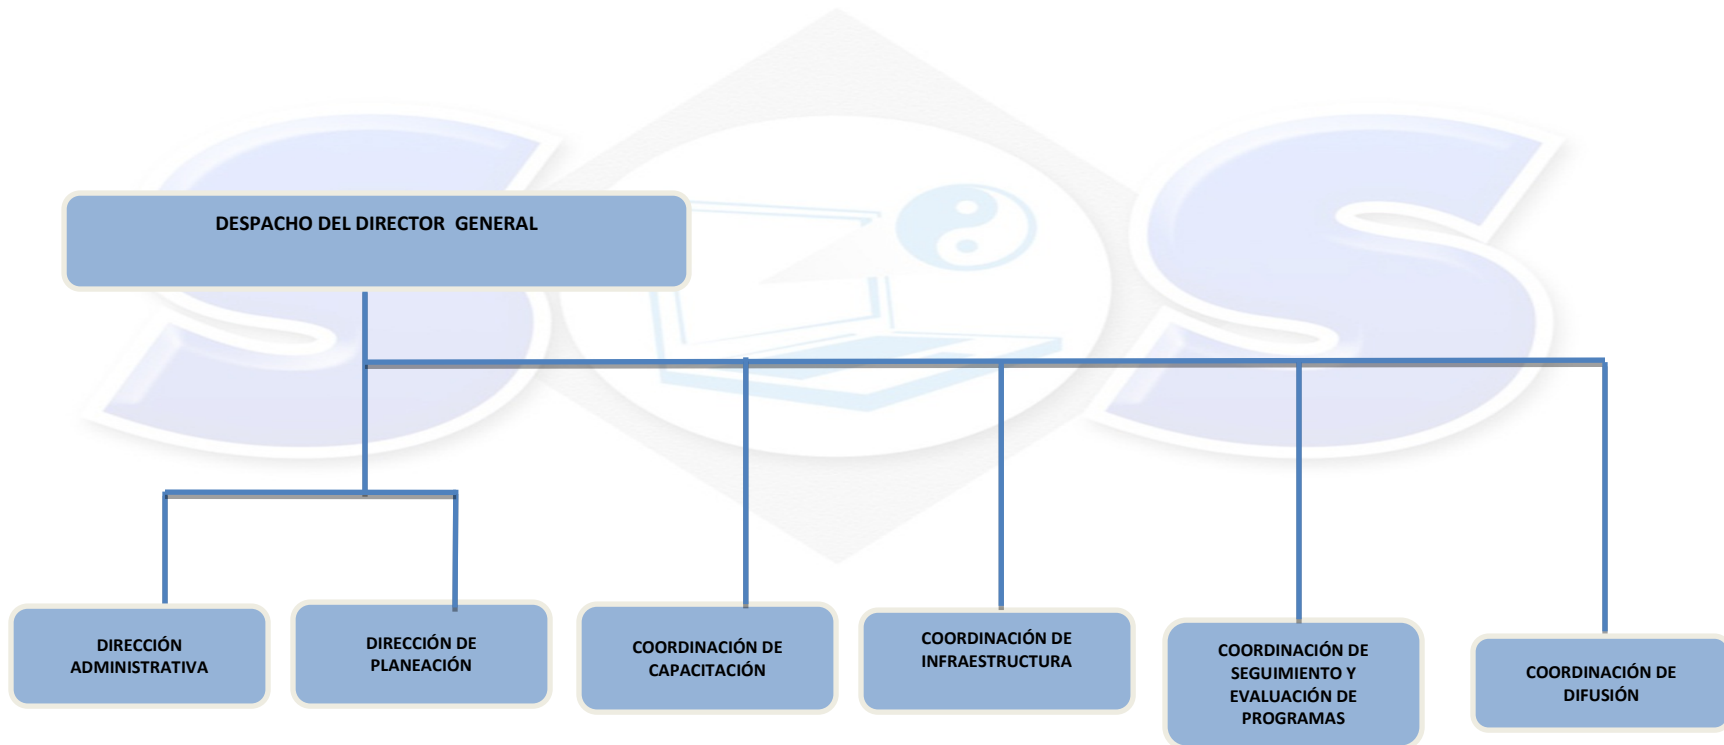 DESPACHO DEL DIRECTOR GENERAL
DIRECCIÓN
ADMINISTRATIVA
DIRECCIÓN DE
PLANEACIÓN
COORDINACIÓN DE
CAPACITACIÓN
COORDINACIÓN DE
INFRAESTRUCTURA
COORDINACIÓN DE
SEGUIMIENTO Y
EVALUACIÓN DE
PROGRAMAS
COORDINACIÓN DE
DIFUSIÓN
S S